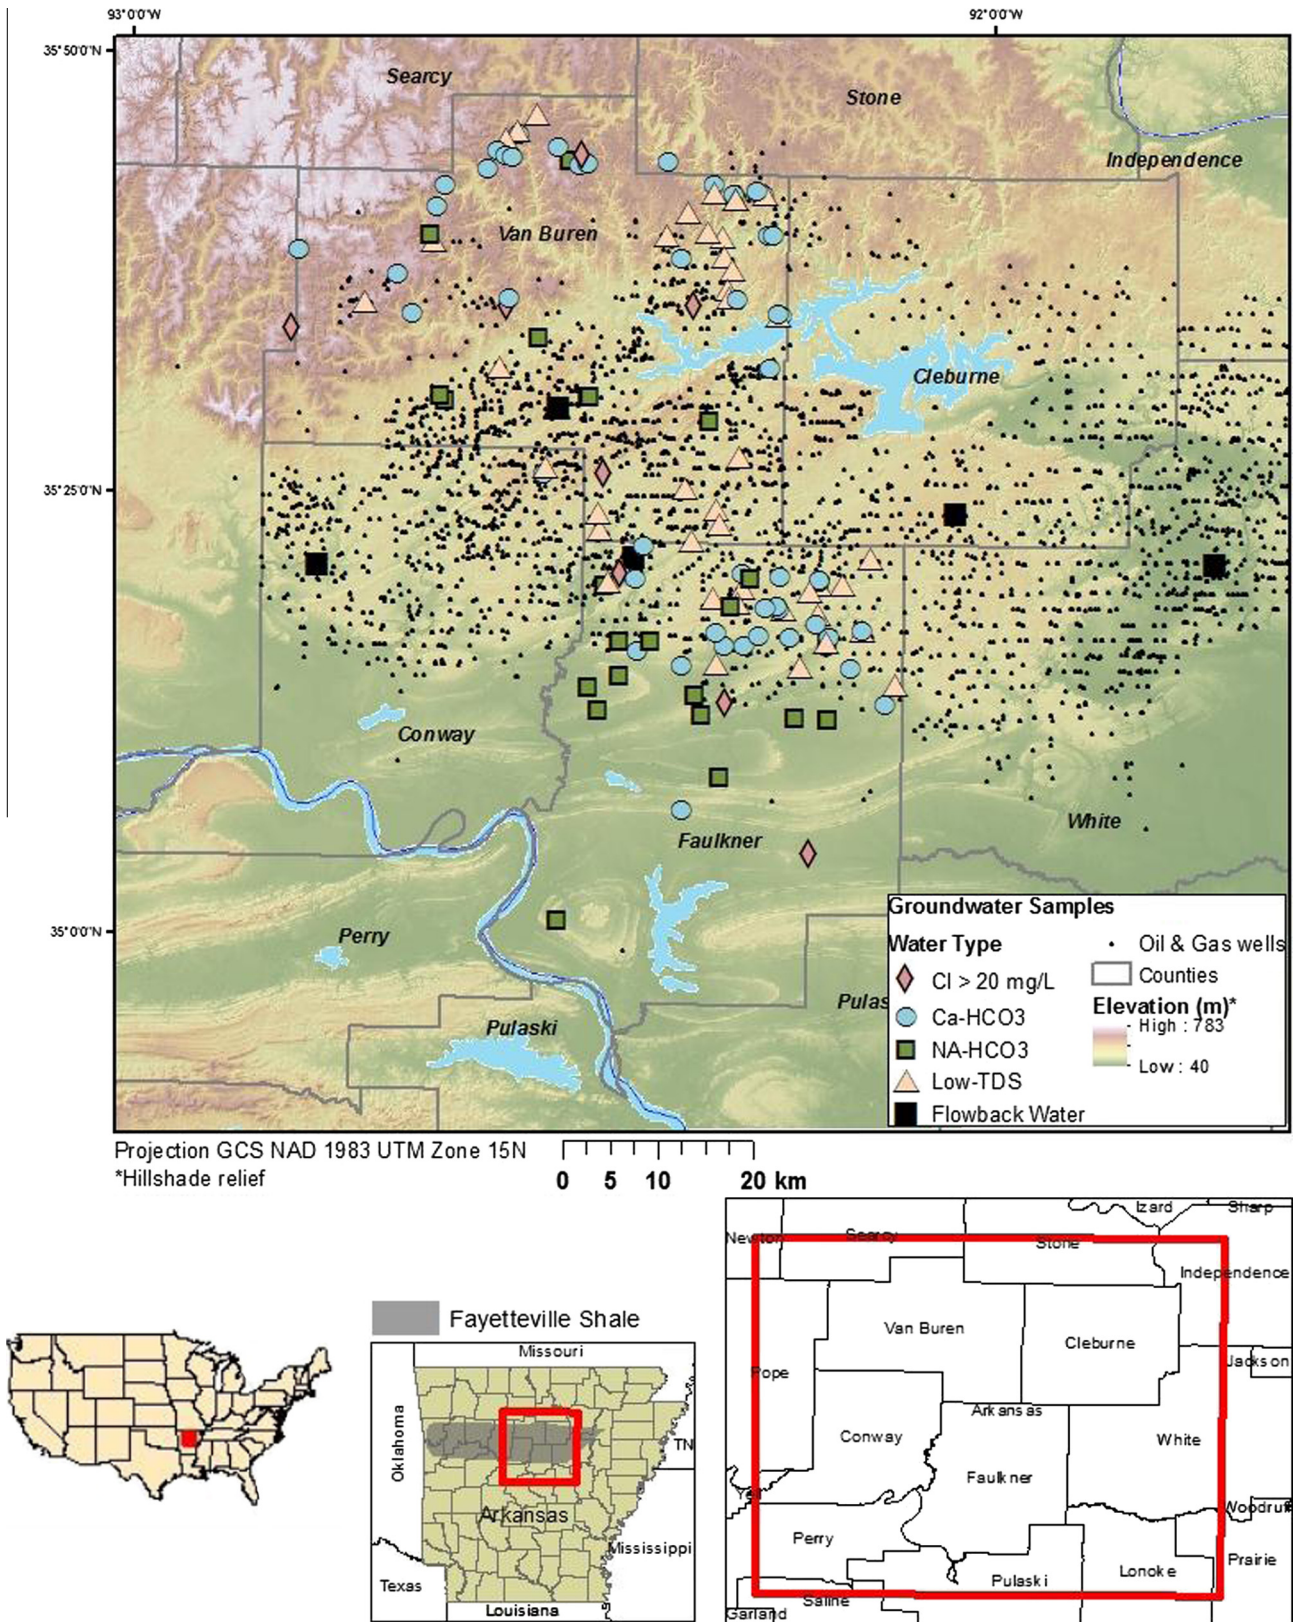 93°0'0"W
92°0'0"W
35°50'0"N
Searcy
Stone
Independence
Van Buren
Cleburne
35°25'0"N
Conway
White
Faulkner
35°0'0"N
Perry
Pulaski
Pulas
Groundwater Samples
Water Type
Cl > 20 mg/L
Ca-HCO3
NA-HCO3
Low-TDS
Flowback Water
Oil & Gas wells
Counties
Elevation (m)*
High : 783
Low : 40
Projection GCS NAD 1983 UTM Zone 15N
*Hillshade relief
0 5 10 20 km
Fayetteville Shale
Missouri
Oklahoma
TN
Arkansas
Mississippi
Texas
Louisiana
Izard
Sharp
Newton
Searcy
Stone
Independence
Van Buren
Cleburne
Jackson
Pope
Arkansas
Conway
White
Faulkner
Woodruff
Perry
Prairie
Pulaski
Lonoke
Saline
Garland